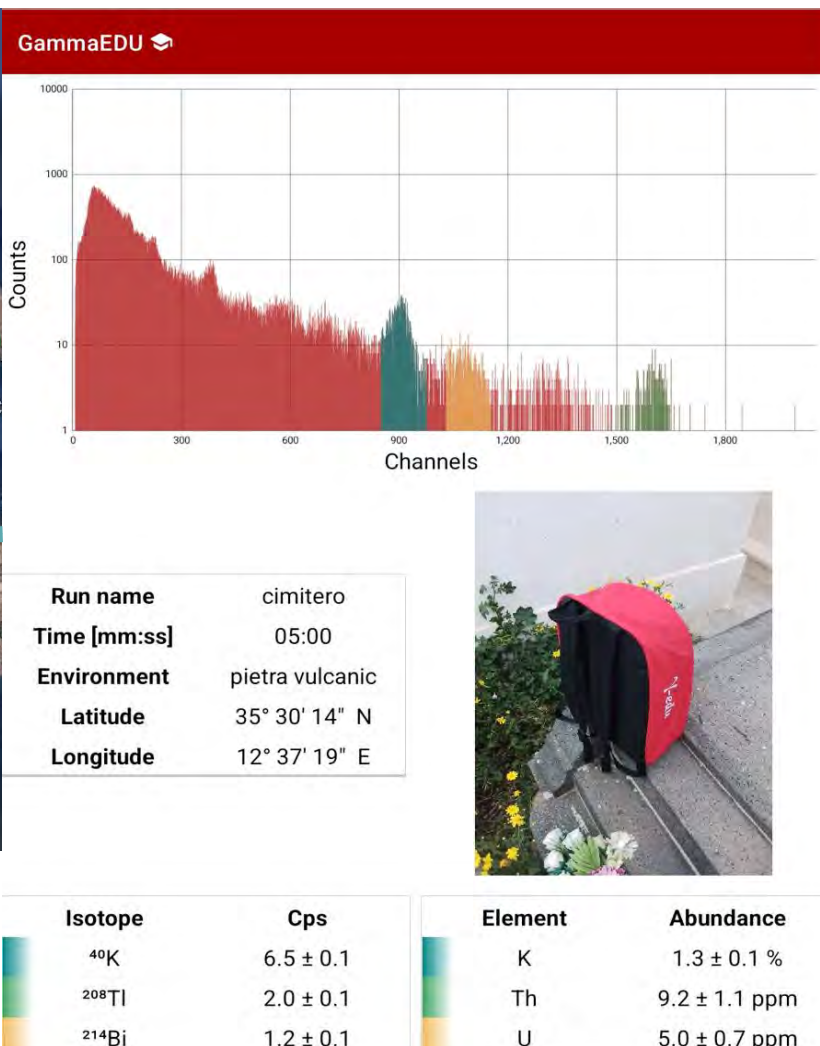 GammaEDU
10000
1000
100
10
1
Counts
0 300 600 900 1,200 1,500 1,800
Channels
Run name cimitero
Time [mm:ss] 05:00
Environment pietra vulcanic
Latitude 35° 30' 14" N
Longitude 12° 37' 19" E
Isotope Cps
⁴⁰K 6.5 ± 0.1
²⁰⁸Tl 2.0 ± 0.1
²¹⁴Bi 1.2 ± 0.1
Element Abundance
K 1.3 ± 0.1 %
Th 9.2 ± 1.1 ppm
U 5.0 ± 0.7 ppm